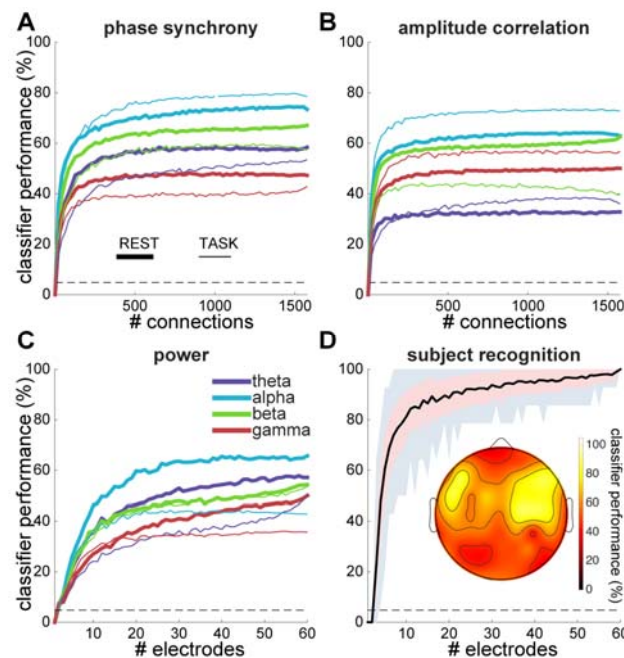 A
phase synchrony
classifier performance (%)
100
80
60
40
20
0
REST
TASK
500
1000
1500
# connections
B
amplitude correlation
100
80
60
40
20
0
500
1000
1500
# connections
C
power
classifier performance (%)
100
80
60
40
20
0
theta
alpha
beta
gamma
10
20
30
40
50
60
# electrodes
D
subject recognition
100
80
60
40
20
0
10
20
30
40
50
60
# electrodes
100
80
60
40
20
0
classifier performance (%)